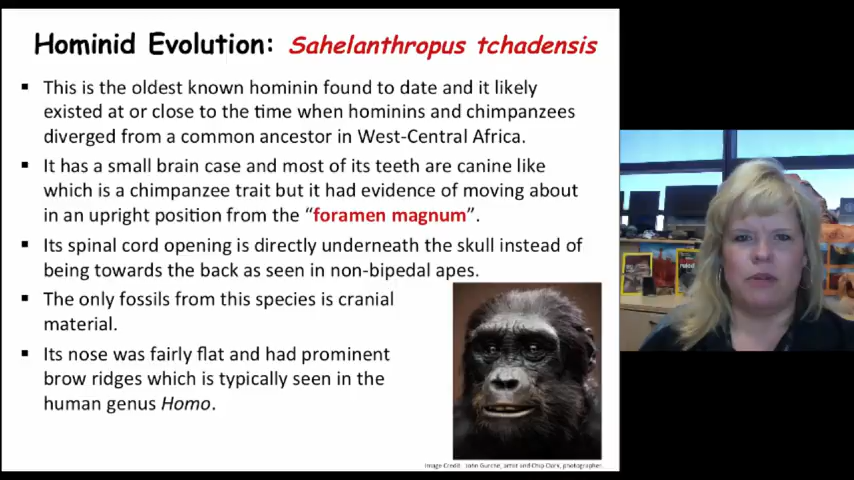 Hominid Evolution: Sahelanthropus tchadensis
▪ This is the oldest known hominin found to date and it likely
existed at or close to the time when hominins and chimpanzees
diverged from a common ancestor in West-Central Africa.
▪ It has a small brain case and most of its teeth are canine like
which is a chimpanzee trait but it had evidence of moving about
in an upright position from the “foramen magnum”.
▪ Its spinal cord opening is directly underneath the skull instead of
being towards the back as seen in non-bipedal apes.
▪ The only fossils from this species is cranial
material.
▪ Its nose was fairly flat and had prominent
brow ridges which is typically seen in the
human genus Homo.
Image Credit: John Gurche, artist and Chip Clark, photographer.